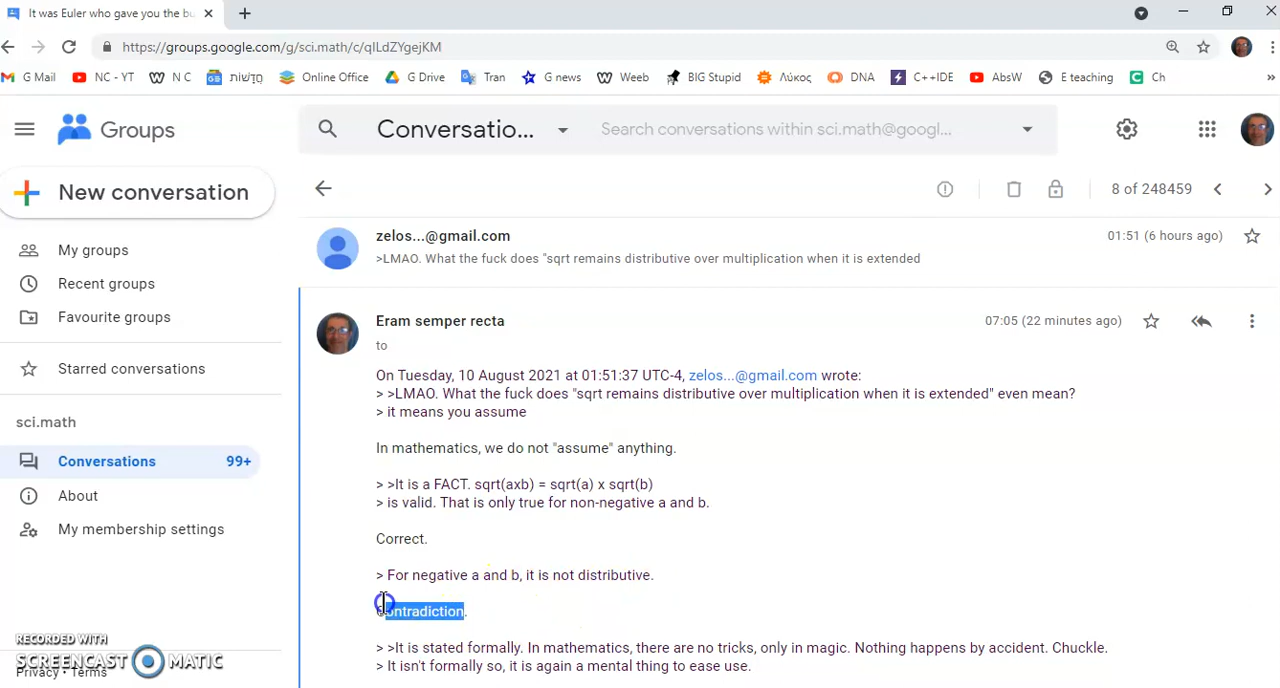 It was Euler who gave you the bu
https://groups.google.com/g/sci.math/c/qILdZYgejKM
G Mail
NC - YT
N C
חֲדָשׁוֹת
Online Office
G Drive
Tran
G news
Weeb
BIG Stupid
Λύκος
DNA
C++IDE
AbsW
E teaching
Ch
»
Groups
Conversatio...
Search conversations within sci.math@googl...
New conversation
8 of 248459
My groups
Recent groups
Favourite groups
Starred conversations
sci.math
Conversations 99+
About
My membership settings
zelos...@gmail.com
01:51 (6 hours ago)
>LMAO. What the fuck does "sqrt remains distributive over multiplication when it is extended
Eram semper recta
07:05 (22 minutes ago)
to
On Tuesday, 10 August 2021 at 01:51:37 UTC-4, zelos...@gmail.com wrote:
> >LMAO. What the fuck does "sqrt remains distributive over multiplication when it is extended" even mean?
> it means you assume
In mathematics, we do not "assume" anything.
> >It is a FACT. sqrt(axb) = sqrt(a) x sqrt(b)
> is valid. That is only true for non-negative a and b.
Correct.
> For negative a and b, it is not distributive.
Contradiction.
> >It is stated formally. In mathematics, there are no tricks, only in magic. Nothing happens by accident. Chuckle.
> It isn't formally so, it is again a mental thing to ease use.
RECORDED WITH
SCREENCAST MATIC
Privacy • Terms